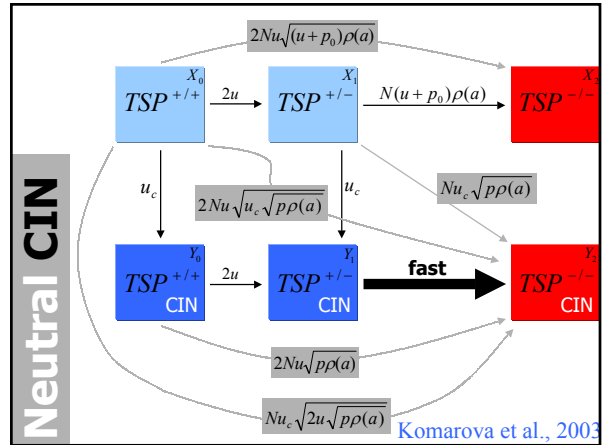 2Nu√((u+p₀)ρ(a))
X₀
TSP⁺/⁺
2u
X₁
TSP⁺/⁻
N(u+p₀)ρ(a)
X₂
TSP⁻/⁻
u_c
2Nu√(u_c√(pρ(a)))
u_c
Nu_c√(pρ(a))
Y₀
TSP⁺/⁺
CIN
2u
Y₁
TSP⁺/⁻
CIN
fast
Y₂
TSP⁻/⁻
CIN
2Nu√(pρ(a))
Nu_c√(2u√(pρ(a)))
Neutral CIN
Komarova et al., 2003